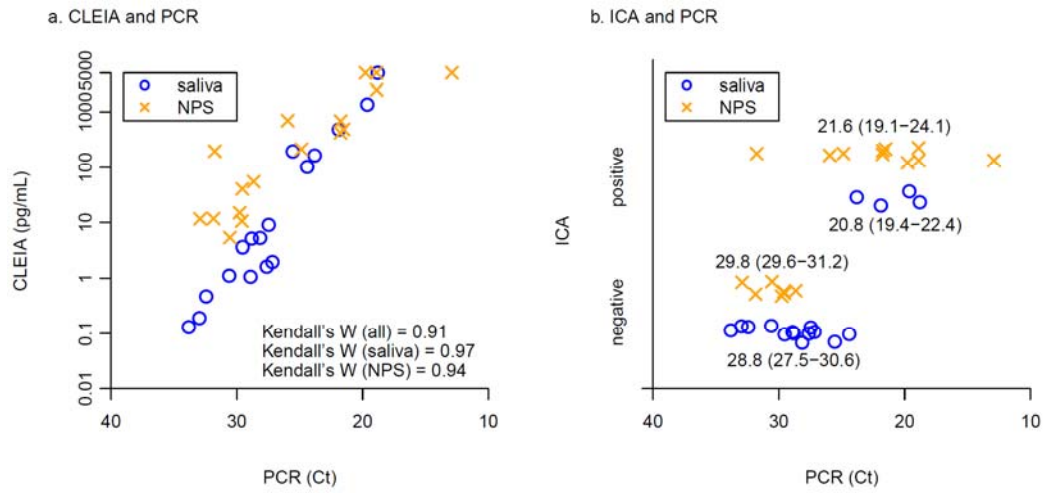 a. CLEIA and PCR
saliva
NPS
CLEIA (pg/mL)
0.01
0.1
1
10
100
1000
5000
Kendall's W (all) = 0.91
Kendall's W (saliva) = 0.97
Kendall's W (NPS) = 0.94
40
30
20
10
PCR (Ct)
b. ICA and PCR
saliva
NPS
ICA
positive
negative
21.6 (19.1−24.1)
20.8 (19.4−22.4)
29.8 (29.6−31.2)
28.8 (27.5−30.6)
40
30
20
10
PCR (Ct)